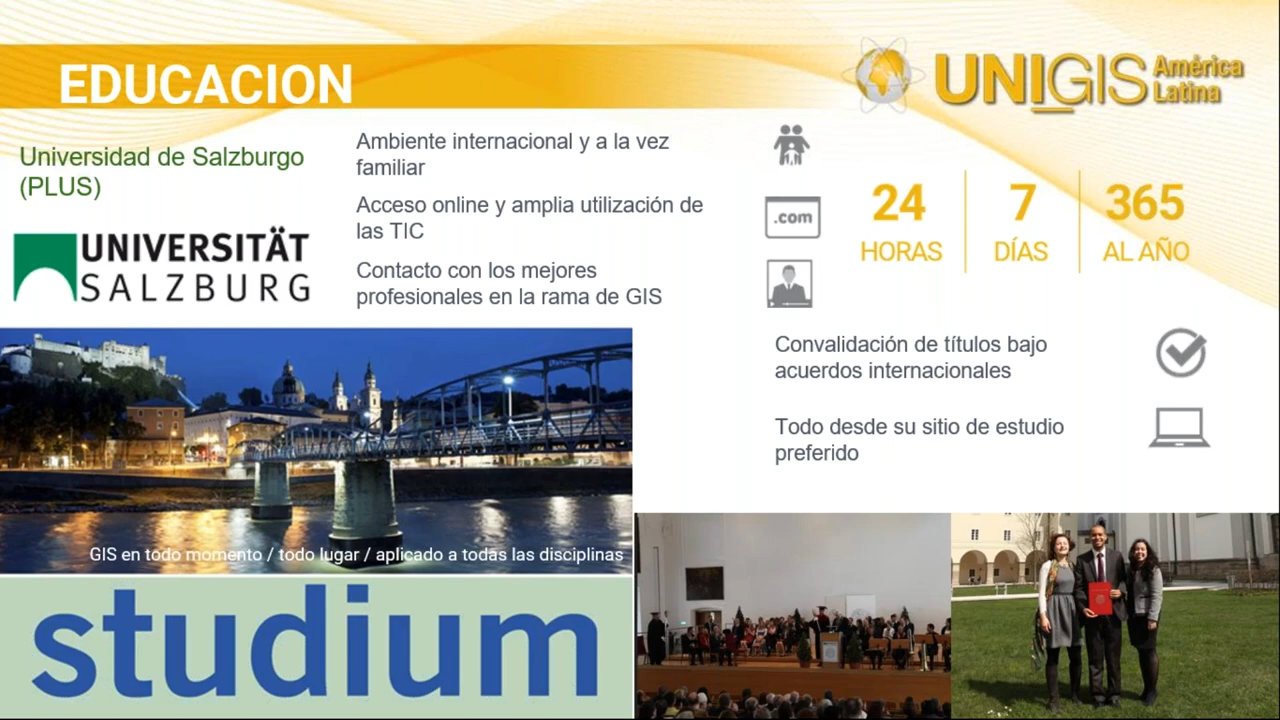 EDUCACION
UNIGIS América
Latina
Universidad de Salzburgo
(PLUS)
UNIVERSITÄT
SALZBURG
Ambiente internacional y a la vez
familiar
Acceso online y amplia utilización de
las TIC
Contacto con los mejores
profesionales en la rama de GIS
.com
24
HORAS
7
DÍAS
365
AL AÑO
Convalidación de títulos bajo
acuerdos internacionales
Todo desde su sitio de estudio
preferido
GIS en todo momento / todo lugar / aplicado a todas las disciplinas
studium